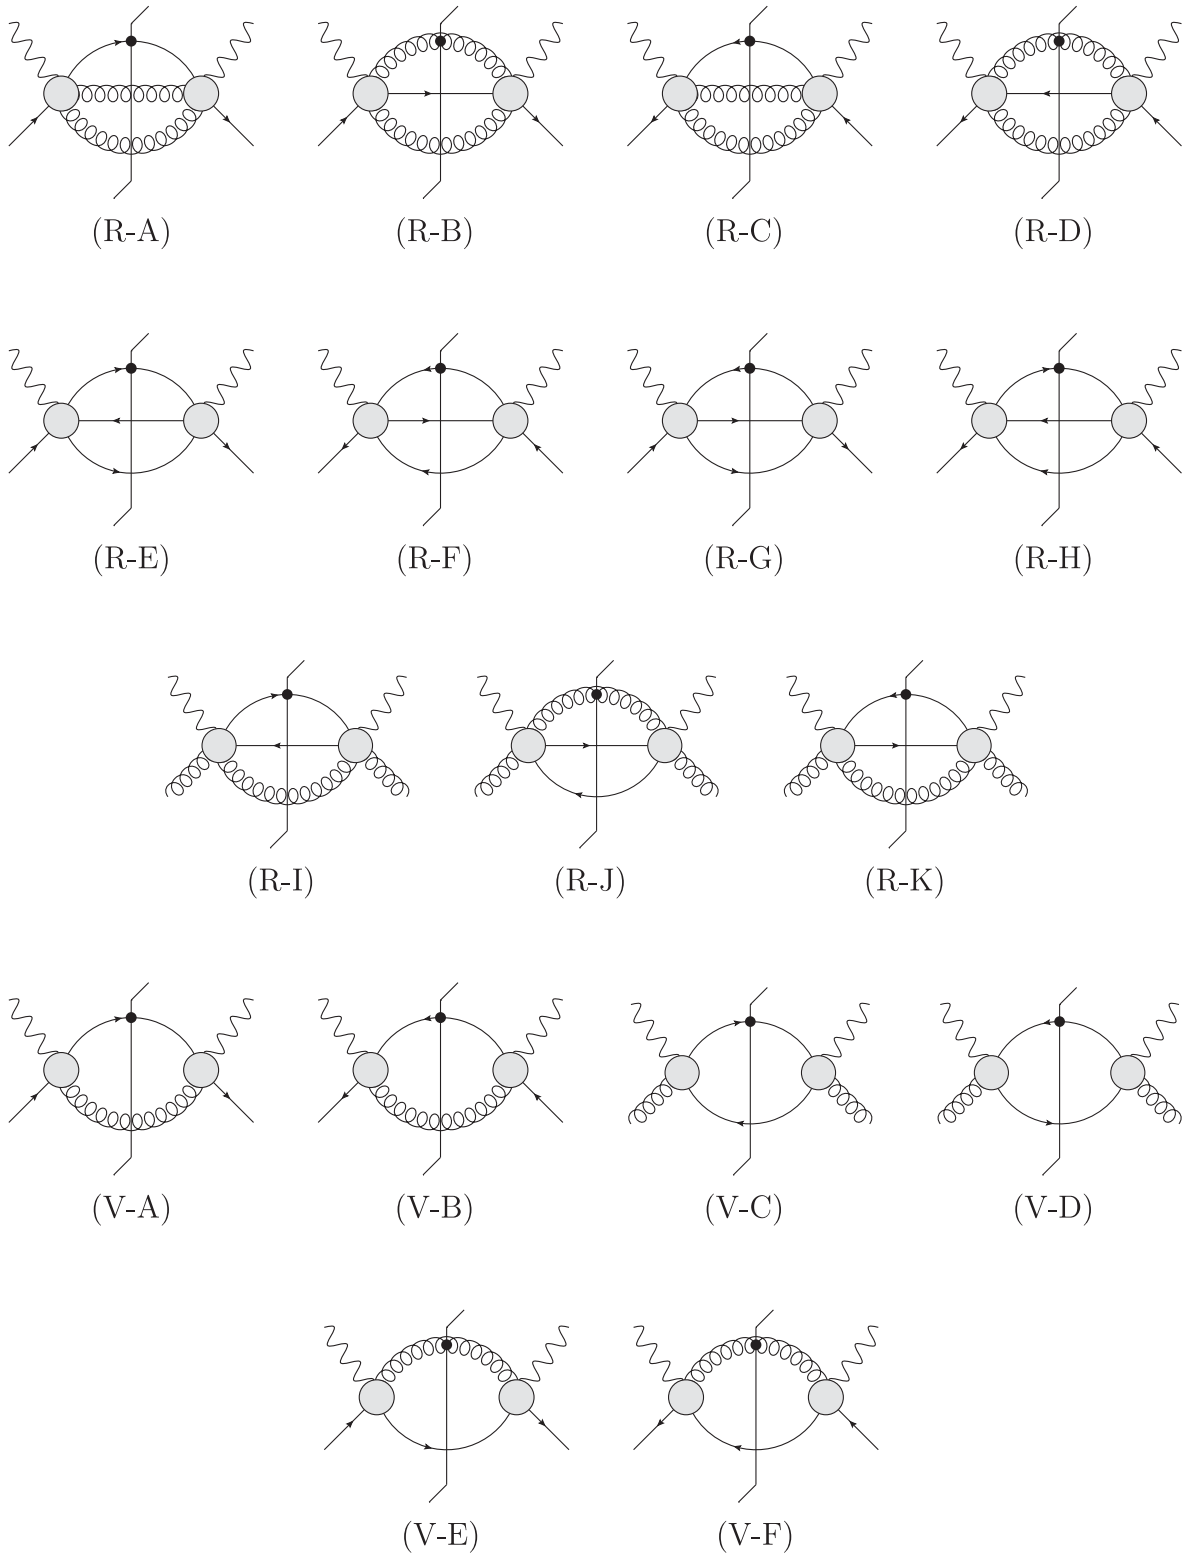 (R-A) (R-B) (R-C) (R-D)
(R-E) (R-F) (R-G) (R-H)
(R-I) (R-J) (R-K)
(V-A) (V-B) (V-C) (V-D)
(V-E) (V-F)